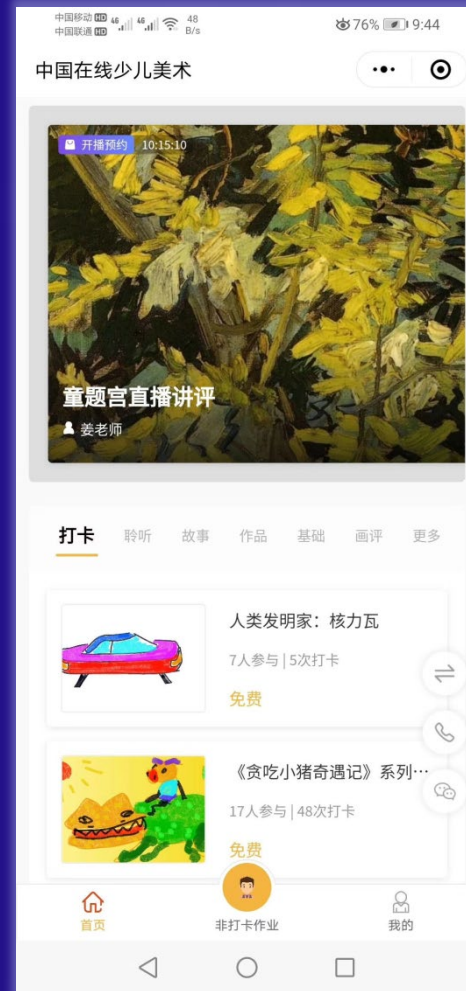 中国移动 HD 46 46 48
中国联通 HD B/s 76% 9:44
中国在线少儿美术
开播预约 10:15:10
童题宫直播讲评
姜老师
打卡 聆听 故事 作品 基础 画评 更多
人类发明家：核力瓦
7人参与|5次打卡
免费
《贪吃小猪奇遇记》系列…
17人参与|48次打卡
免费
首页 非打卡作业 我的